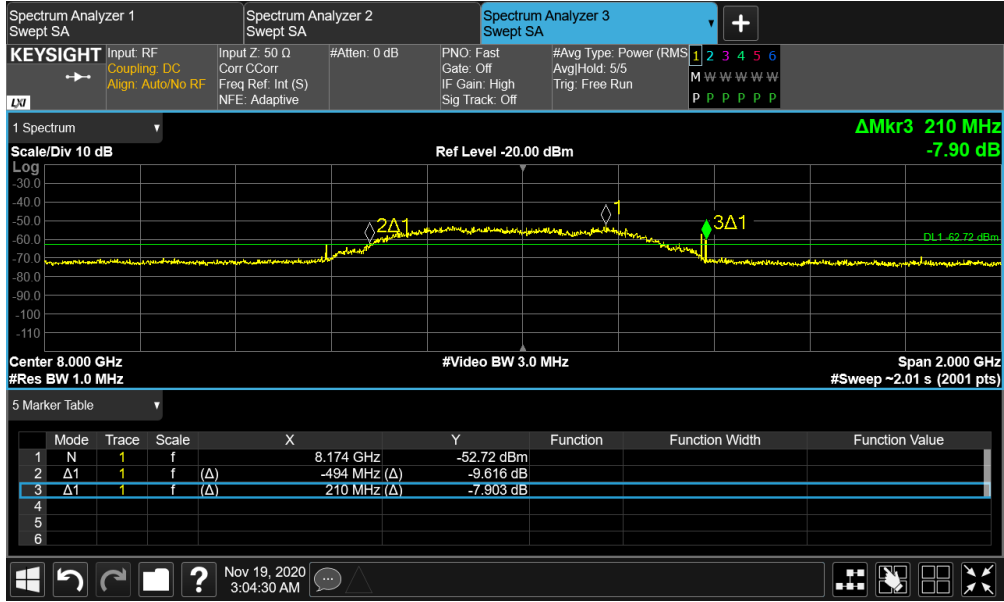 Spectrum Analyzer 1
Swept SA
Spectrum Analyzer 2
Swept SA
Spectrum Analyzer 3
Swept SA
KEYSIGHT
LXI
Input: RF
Coupling: DC
Align: Auto/No RF
Input Z: 50 Ω
Corr CCorr
Freq Ref: Int (S)
NFE: Adaptive
#Atten: 0 dB
PNO: Fast
Gate: Off
IF Gain: High
Sig Track: Off
#Avg Type: Power (RMS
Avg|Hold: 5/5
Trig: Free Run
1 2 3 4 5 6
M W W W W W
P P P P P P
1 Spectrum
ΔMkr3 210 MHz
-7.90 dB
Scale/Div 10 dB
Ref Level -20.00 dBm
Log
-30.0
-40.0
-50.0
-60.0
-70.0
-80.0
-90.0
-100
-110
2Δ1
1
3Δ1
DL1 -62.72 dBm
Center 8.000 GHz
#Video BW 3.0 MHz
Span 2.000 GHz
#Res BW 1.0 MHz
#Sweep ~2.01 s (2001 pts)
5 Marker Table
Mode Trace Scale X Y Function Function Width Function Value
1 N 1 f 8.174 GHz -52.72 dBm
2 Δ1 1 f (Δ) -494 MHz (Δ) -9.616 dB
3 Δ1 1 f (Δ) 210 MHz (Δ) -7.903 dB
4
5
6
?
Nov 19, 2020
3:04:30 AM